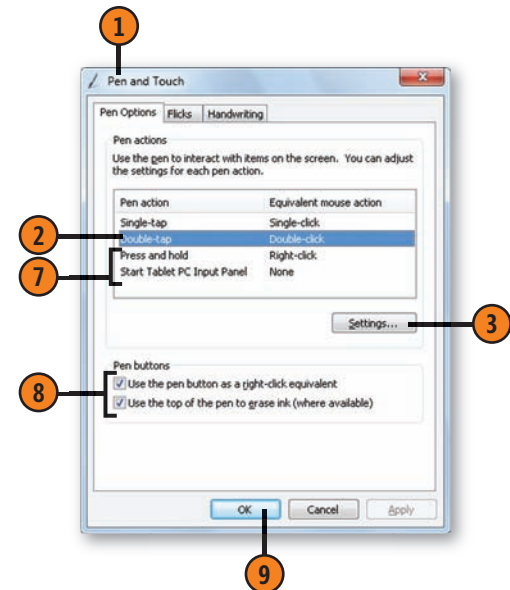 1
Pen and Touch
Pen Options Flicks Handwriting
Pen actions
Use the pen to interact with items on the screen. You can adjust
the settings for each pen action.
Pen action Equivalent mouse action
Single-tap Single-click
2 Double-tap Double-click
Press and hold Right-click
7
Start Tablet PC Input Panel None
Settings... 3
Pen buttons
Use the pen button as a right-click equivalent
8
Use the top of the pen to erase ink (where available)
OK Cancel Apply
9